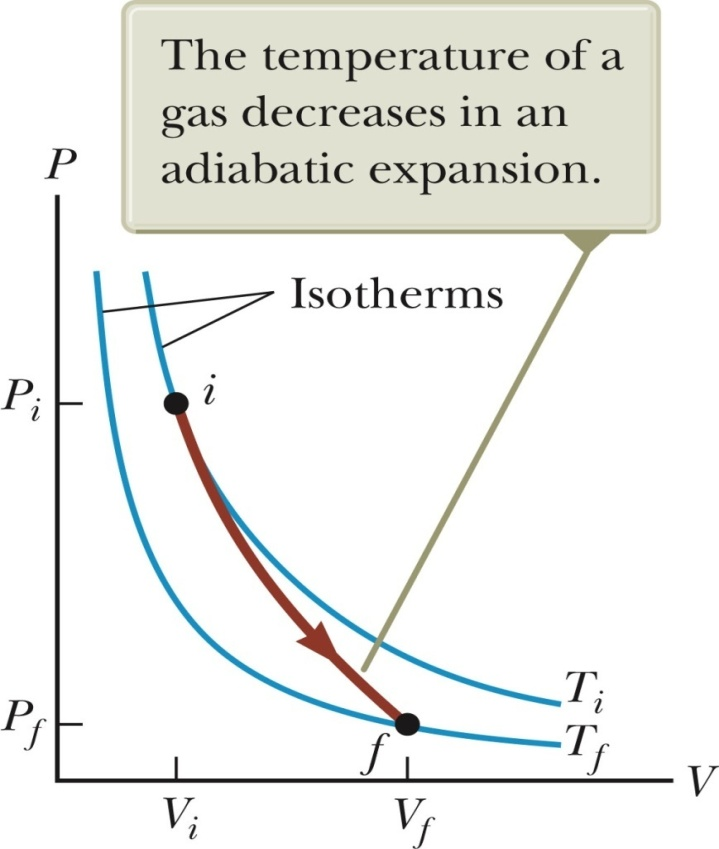 The temperature of a
gas decreases in an
adiabatic expansion.
P
Isotherms
P_i
i
T_i
P_f
f
T_f
V
V_i
V_f